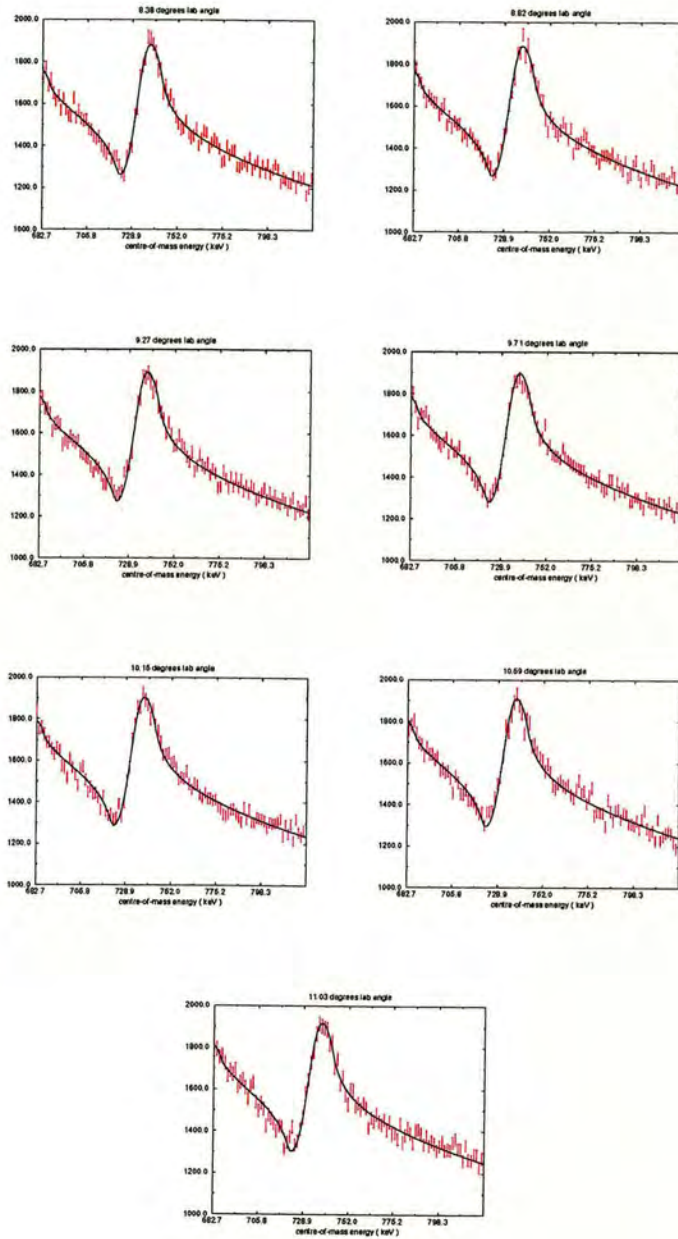 8.38 degrees lab angle
2000.0
1800.0
1600.0
1400.0
1200.0
1000.0
682.7 705.8 728.9 752.0 775.2 798.3
centre-of-mass energy ( keV )
8.82 degrees lab angle
2000.0
1800.0
1600.0
1400.0
1200.0
1000.0
682.7 705.8 728.9 752.0 775.2 798.3
centre-of-mass energy ( keV )
9.27 degrees lab angle
2000.0
1800.0
1600.0
1400.0
1200.0
1000.0
682.7 705.8 728.9 752.0 775.2 798.3
centre-of-mass energy ( keV )
9.71 degrees lab angle
2000.0
1800.0
1600.0
1400.0
1200.0
1000.0
682.7 705.8 728.9 752.0 775.2 798.3
centre-of-mass energy ( keV )
10.15 degrees lab angle
2000.0
1800.0
1600.0
1400.0
1200.0
1000.0
682.7 705.8 728.9 752.0 775.2 798.3
centre-of-mass energy ( keV )
10.59 degrees lab angle
2000.0
1800.0
1600.0
1400.0
1200.0
1000.0
682.7 705.8 728.9 752.0 775.2 798.3
centre-of-mass energy ( keV )
11.03 degrees lab angle
2000.0
1800.0
1600.0
1400.0
1200.0
1000.0
682.7 705.8 728.9 752.0 775.2 798.3
centre-of-mass energy ( keV )